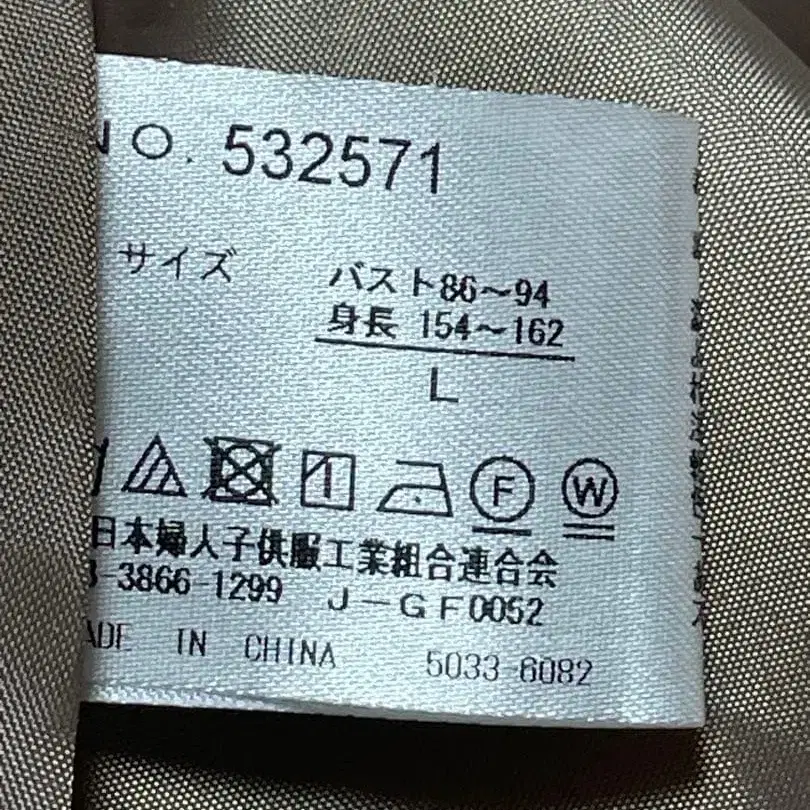 NO. 532571
サイズ
バスト86～94
身長 154～162
L
F W
日本婦人子供服工業組合連合会
3-3866-1299 J-GF0052
MADE IN CHINA 5033-6082